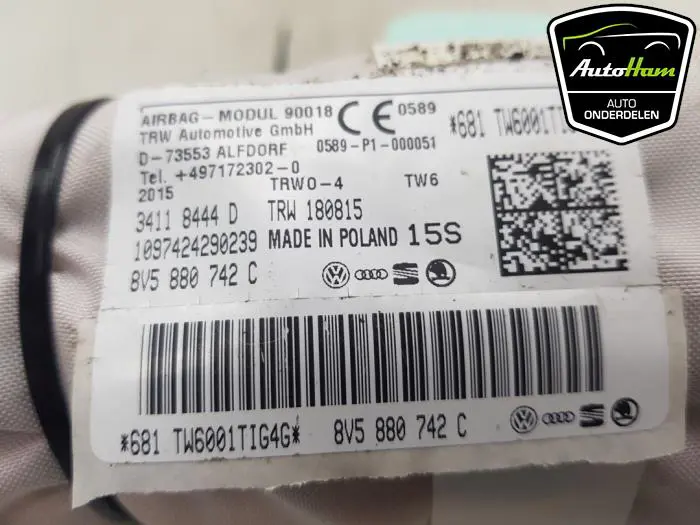 AutoHam
AUTO
ONDERDELEN
AIRBAG-MODUL 90018 CE 0589
TRW Automotive GmbH
D-73553 ALFDORF 0589-P1-000051
Tel. +497172302-0
2015 TRWO-4 TW6
3411 8444 D TRW 180815
1097424290239 MADE IN POLAND 15S
8V5 880 742 C
*681 TW6001TI
*681 TW6001TIG4G* 8V5 880 742 C